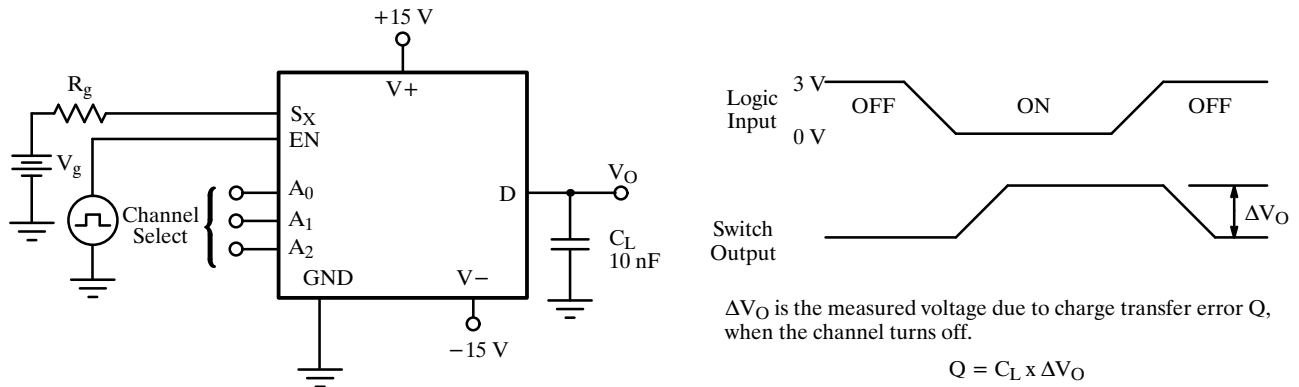 +15 V
R_g
V+
S_X
EN
V_g
A_0
A_1
A_2
Channel
Select
D
V_O
C_L
10 nF
GND
V−
−15 V
Logic
Input
3 V
0 V
OFF
ON
OFF
Switch
Output
ΔV_O
ΔV_O is the measured voltage due to charge transfer error Q,
when the channel turns off.
Q = C_L x ΔV_O